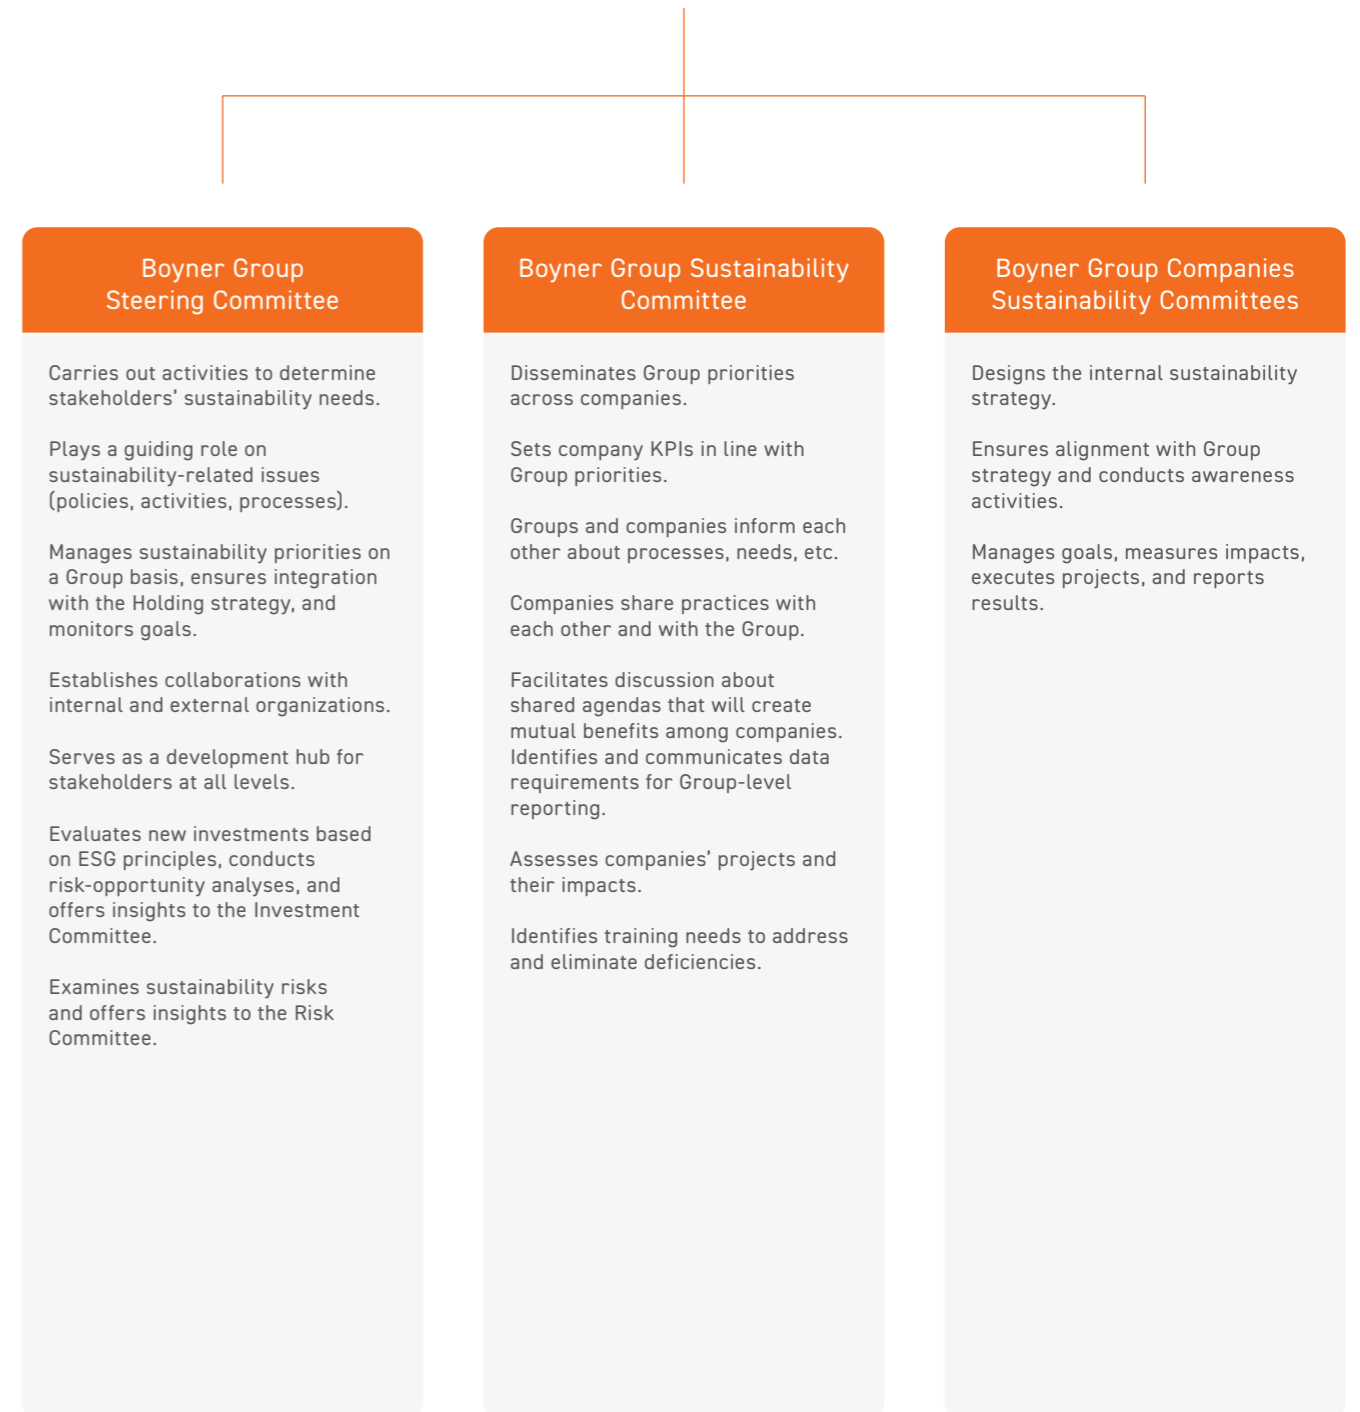 Boyner Group
Steering Committee
Carries out activities to determine
stakeholders’ sustainability needs.
Plays a guiding role on
sustainability-related issues
(policies, activities, processes).
Manages sustainability priorities on
a Group basis, ensures integration
with the Holding strategy, and
monitors goals.
Establishes collaborations with
internal and external organizations.
Serves as a development hub for
stakeholders at all levels.
Evaluates new investments based
on ESG principles, conducts
risk-opportunity analyses, and
offers insights to the Investment
Committee.
Examines sustainability risks
and offers insights to the Risk
Committee.
Boyner Group Sustainability
Committee
Disseminates Group priorities
across companies.
Sets company KPIs in line with
Group priorities.
Groups and companies inform each
other about processes, needs, etc.
Companies share practices with
each other and with the Group.
Facilitates discussion about
shared agendas that will create
mutual benefits among companies.
Identifies and communicates data
requirements for Group-level
reporting.
Assesses companies’ projects and
their impacts.
Identifies training needs to address
and eliminate deficiencies.
Boyner Group Companies
Sustainability Committees
Designs the internal sustainability
strategy.
Ensures alignment with Group
strategy and conducts awareness
activities.
Manages goals, measures impacts,
executes projects, and reports
results.